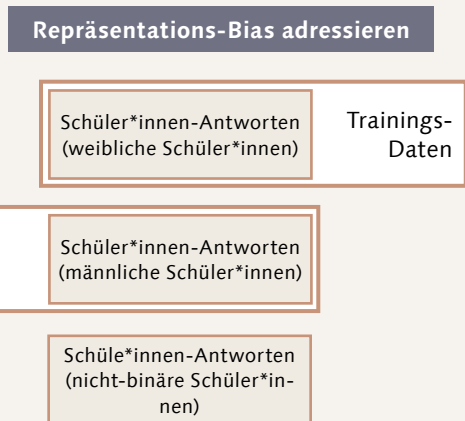 Repräsentations-Bias adressieren
Schüler*innen-Antworten
(weibliche Schüler*innen)
Trainings-
Daten
Schüler*innen-Antworten
(männliche Schüler*innen)
Schüle*innen-Antworten
(nicht-binäre Schüler*in-
nen)